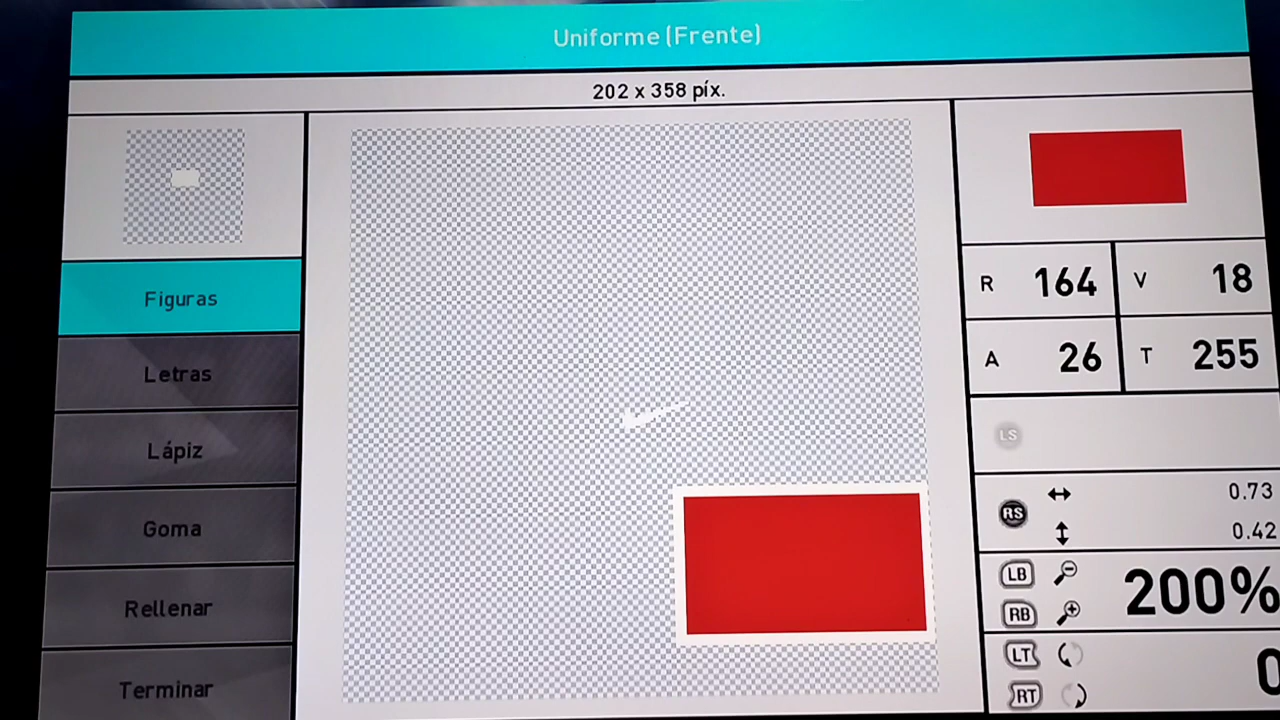 Uniforme (Frente)
202 x 358 píx.
Figuras
Letras
Lápiz
Goma
Rellenar
Terminar
R 164 V 18
A 26 T 255
LS
RS 0.73
0.42
LB 200%
RB
LT 0
RT